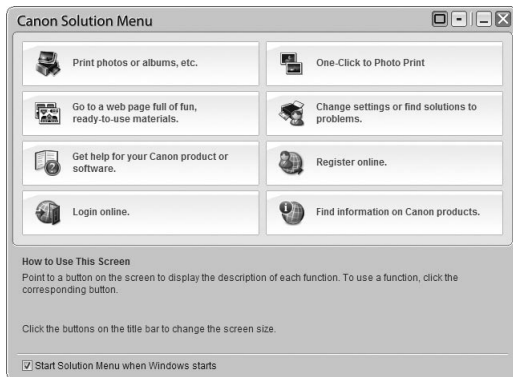 Canon Solution Menu
Print photos or albums, etc.
One-Click to Photo Print
Go to a web page full of fun,
ready-to-use materials.
Change settings or find solutions to
problems.
Get help for your Canon product or
software.
Register online.
Login online.
Find information on Canon products.
How to Use This Screen
Point to a button on the screen to display the description of each function. To use a function, click the
corresponding button.
Click the buttons on the title bar to change the screen size.
Start Solution Menu when Windows starts